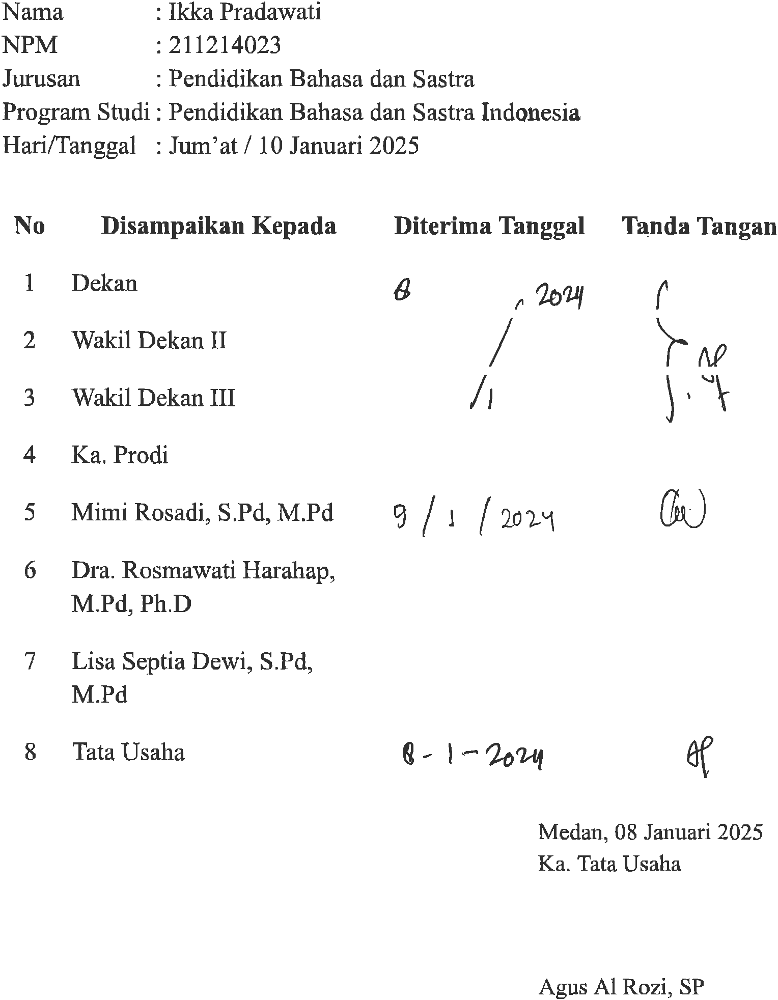 Nama : Ikka Pradawati
NPM : 211214023
Jurusan : Pendidikan Bahasa dan Sastra
Program Studi : Pendidikan Bahasa dan Sastra Indonesia
Hari/Tanggal : Jum'at / 10 Januari 2025
No Disampaikan Kepada Diterima Tanggal Tanda Tangan
1 Dekan 8 / 1 / 2024
2 Wakil Dekan II
3 Wakil Dekan III
4 Ka. Prodi
5 Mimi Rosadi, S.Pd, M.Pd 9 / 1 / 2024
6 Dra. Rosmawati Harahap,
M.Pd, Ph.D
7 Lisa Septia Dewi, S.Pd,
M.Pd
8 Tata Usaha 8 - 1 - 2024
Medan, 08 Januari 2025
Ka. Tata Usaha
Agus Al Rozi, SP